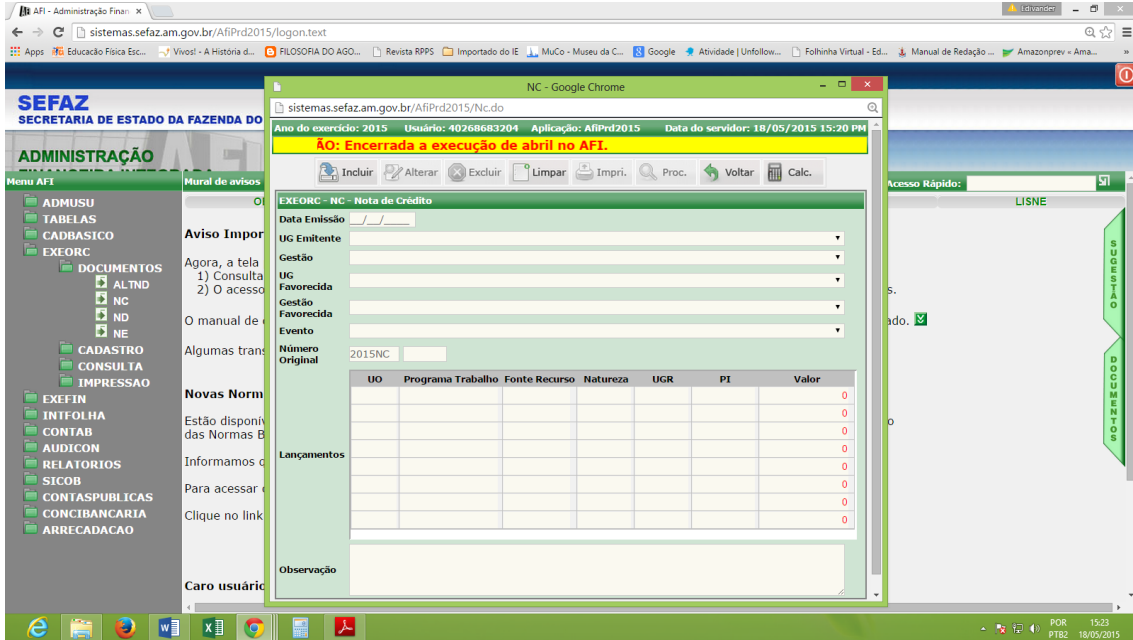 AFI - Administração Finan
Edivander
sistemas.sefaz.am.gov.br/AfiPrd2015/logon.text
Apps Educacão Física Esc... Vivos! - A História d... FILOSOFIA DO AGO... Revista RPPS Importado do IE MuCo - Museu da C... Google Atividade | Unfollow... Folhinha Virtual - Ed... Manual de Redação ... Amazonprev « Ama... »
SEFAZ
SECRETARIA DE ESTADO DA FAZENDA DO
ADMINISTRAÇÃO
Menu AFI
ADMUSU
TABELAS
CADBASICO
EXEORC
DOCUMENTOS
ALTND
NC
ND
NE
CADASTRO
CONSULTA
IMPRESSAO
EXEFIN
INTFOLHA
CONTAB
AUDICON
RELATORIOS
SICOB
CONTASPUBLICAS
CONCIBANCARIA
ARRECADACAO
Mural de avisos
Aviso Impor
Agora, a tela
1) Consulta
2) O acesso
s.
O manual de
ado.
Algumas trans
Novas Norm
Estão disponív
o
das Normas B
Informamos
Para acessar
Clique no link
Caro usuário
Acesso Rápido:
LISNE
SUGESTÃO
DOCUMENTOS
NC - Google Chrome
sistemas.sefaz.am.gov.br/AfiPrd2015/Nc.do
Ano do exercício: 2015 Usuário: 40268683204 Aplicação: AfiPrd2015 Data do servidor: 18/05/2015 15:20 PM
ÃO: Encerrada a execução de abril no AFI.
Incluir Alterar Excluir Limpar Impri. Proc. Voltar Calc.
EXEORC - NC - Nota de Crédito
Data Emissão __/__/____
UG Emitente
Gestão
UG
Favorecida
Gestão
Favorecida
Evento
Número
Original 2015NC
UO Programa Trabalho Fonte Recurso Natureza UGR PI Valor
0
0
0
0
0
0
0
0
Lançamentos
Observação
POR 15:23
PTB2 18/05/2015